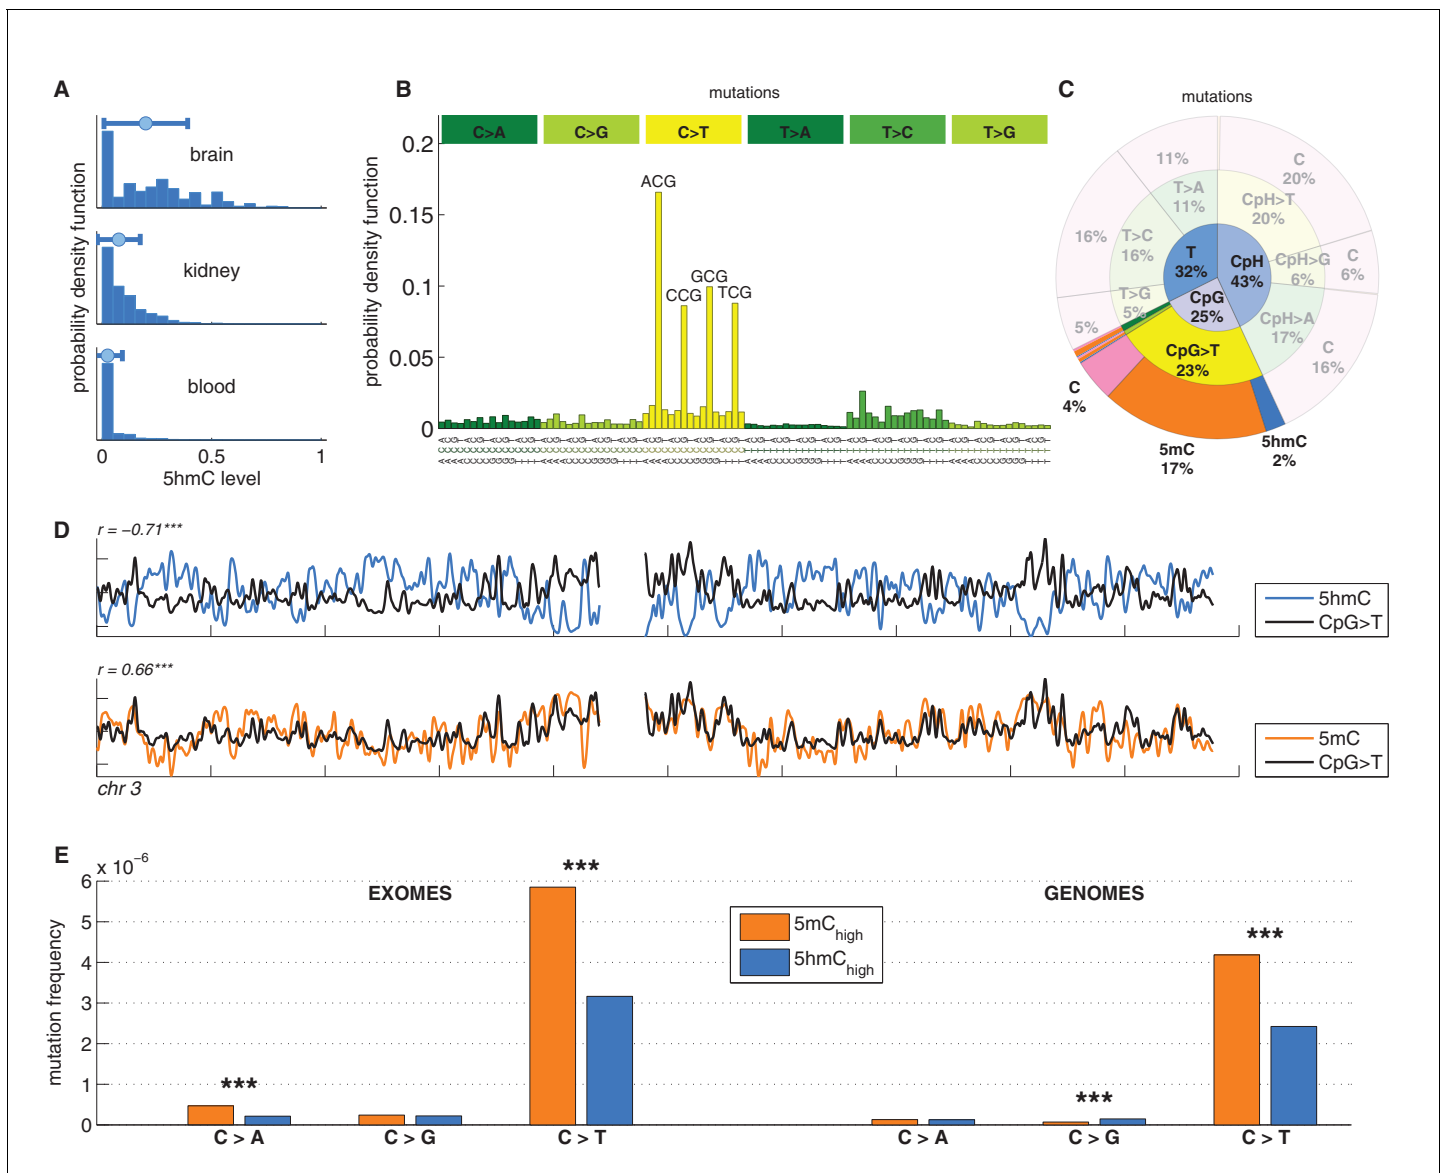 A
brain
kidney
blood
probability density function
0 0.5 1
5hmC level
B
mutations
C>A C>G C>T T>A T>C T>G
0.2
0.15
0.1
0.05
0
probability density function
ACG
CCG
GCG
TCG
C
mutations
T
32%
CpH
43%
CpG
25%
T>A
11%
T>C
16%
T>G
5%
CpH>T
20%
CpH>G
6%
CpH>A
17%
CpG>T
23%
11%
16%
5%
C
20%
C
6%
C
16%
C
4%
5mC
17%
5hmC
2%
D
r = −0.71***
5hmC
CpG>T
r = 0.66***
5mC
CpG>T
chr 3
E
x 10−6
6
5
4
3
2
1
0
mutation frequency
EXOMES
GENOMES
5mChigh
5hmChigh
***
***
***
***
C > A C > G C > T C > A C > G C > T